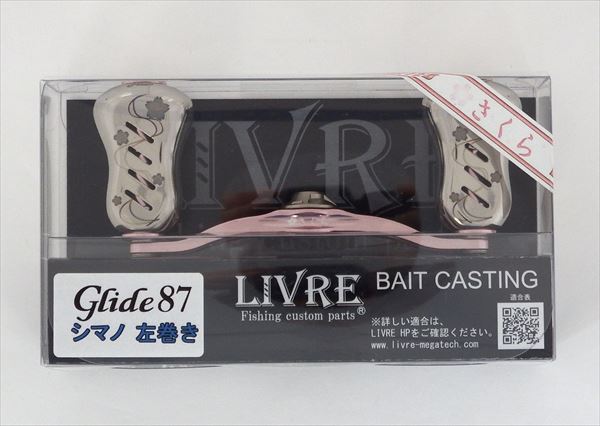 さくら
LIVRE
Glide 87
シマノ 左巻き
LIVRE®
Fishing custom parts
BAIT CASTING
適合表
※詳しい適合は、
LIVRE HPをご確認ください。
www.livre-megatech.com